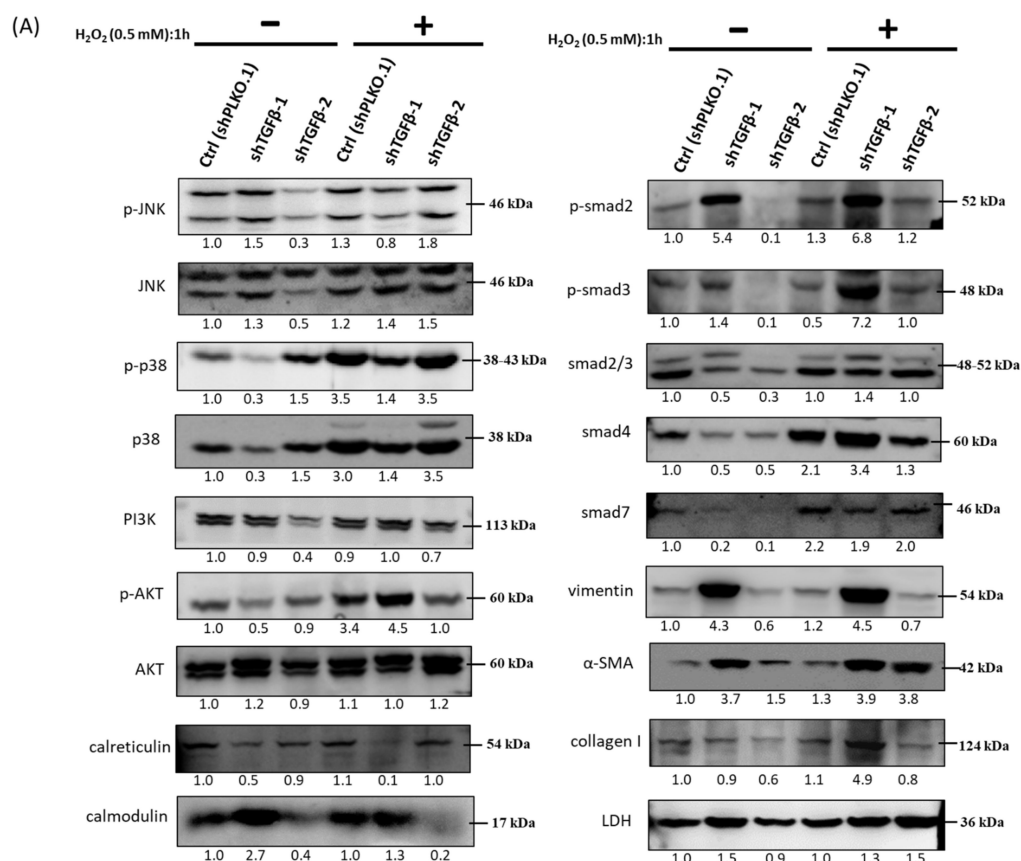 (A)
H₂O₂ (0.5 mM):1h
−
+
Ctrl (shPLKO.1)
shTGFβ-1
shTGFβ-2
Ctrl (shPLKO.1)
shTGFβ-1
shTGFβ-2
p-JNK
46 kDa
1.0 1.5 0.3 1.3 0.8 1.8
JNK
46 kDa
1.0 1.3 0.5 1.2 1.4 1.5
p-p38
38-43 kDa
1.0 0.3 1.5 3.5 1.4 3.5
p38
38 kDa
1.0 0.3 1.5 3.0 1.4 3.5
PI3K
113 kDa
1.0 0.9 0.4 0.9 1.0 0.7
p-AKT
60 kDa
1.0 0.5 0.9 3.4 4.5 1.0
AKT
60 kDa
1.0 1.2 0.9 1.1 1.0 1.2
calreticulin
54 kDa
1.0 0.5 0.9 1.1 0.1 1.0
calmodulin
17 kDa
1.0 2.7 0.4 1.0 1.3 0.2
H₂O₂ (0.5 mM):1h
−
+
Ctrl (shPLKO.1)
shTGFβ-1
shTGFβ-2
Ctrl (shPLKO.1)
shTGFβ-1
shTGFβ-2
p-smad2
52 kDa
1.0 5.4 0.1 1.3 6.8 1.2
p-smad3
48 kDa
1.0 1.4 0.1 0.5 7.2 1.0
smad2/3
48-52 kDa
1.0 0.5 0.3 1.0 1.4 1.0
smad4
60 kDa
1.0 0.5 0.5 2.1 3.4 1.3
smad7
46 kDa
1.0 0.2 0.1 2.2 1.9 2.0
vimentin
54 kDa
1.0 4.3 0.6 1.2 4.5 0.7
α-SMA
42 kDa
1.0 3.7 1.5 1.3 3.9 3.8
collagen I
124 kDa
1.0 0.9 0.6 1.1 4.9 0.8
LDH
36 kDa
1.0 1.5 0.9 1.0 1.3 1.5